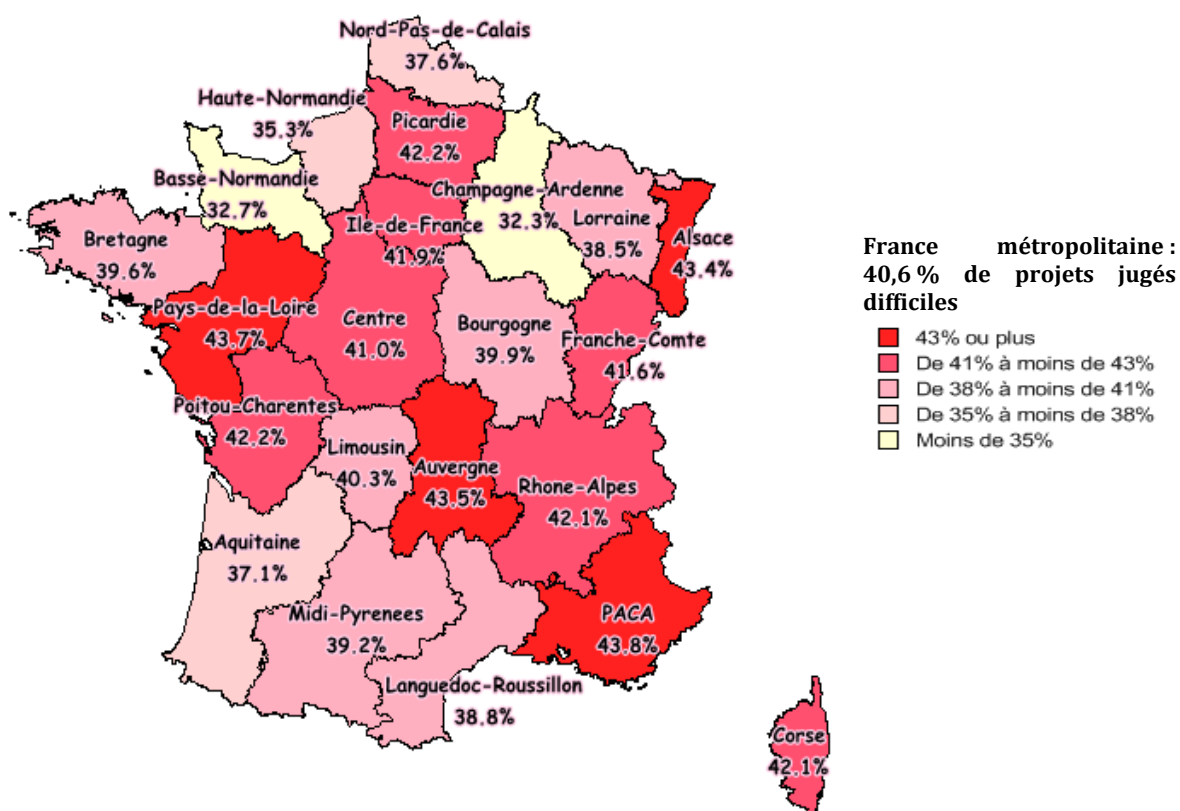 Nord-Pas-de-Calais
37.6%
Haute-Normandie
35.3%
Picardie
42.2%
Basse-Normandie
32.7%
Champagne-Ardenne
32.3%
Ile-de-France
41.9%
Lorraine
38.5%
Alsace
43.4%
Bretagne
39.6%
Pays-de-la-Loire
43.7%
Centre
41.0%
Bourgogne
39.9%
Franche-Comte
41.6%
Poitou-Charentes
42.2%
Limousin
40.3%
Auvergne
43.5%
Rhone-Alpes
42.1%
Aquitaine
37.1%
Midi-Pyrenees
39.2%
PACA
43.8%
Languedoc-Roussillon
38.8%
Corse
42.1%
France métropolitaine :
40,6 % de projets jugés
difficiles
43% ou plus
De 41% à moins de 43%
De 38% à moins de 41%
De 35% à moins de 38%
Moins de 35%